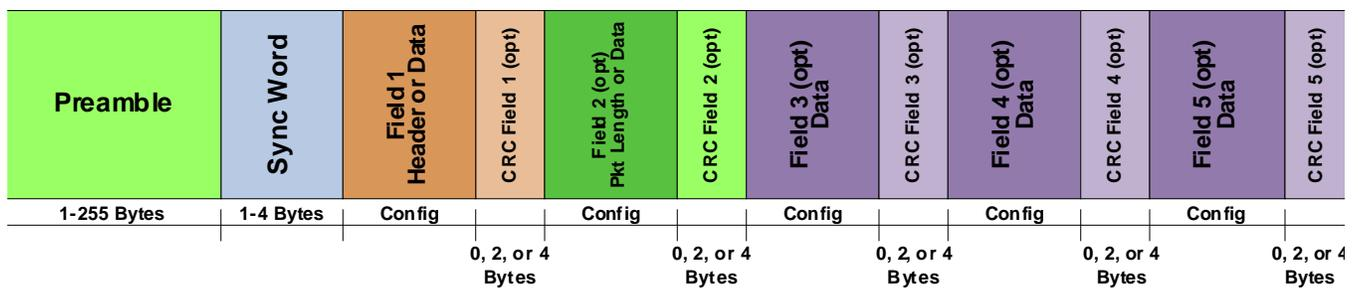 Preamble
Sync Word
Field 1
Header or Data
CRC Field 1 (opt)
Field 2 (opt)
Pkt Length or Data
CRC Field 2 (opt)
Field 3 (opt)
Data
CRC Field 3 (opt)
Field 4 (opt)
Data
CRC Field 4 (opt)
Field 5 (opt)
Data
CRC Field 5 (opt)
1-255 Bytes
1-4 Bytes
Config
Config
Config
Config
Config
0, 2, or 4
Bytes
0, 2, or 4
Bytes
0, 2, or 4
Bytes
0, 2, or 4
Bytes
0, 2, or 4
Bytes